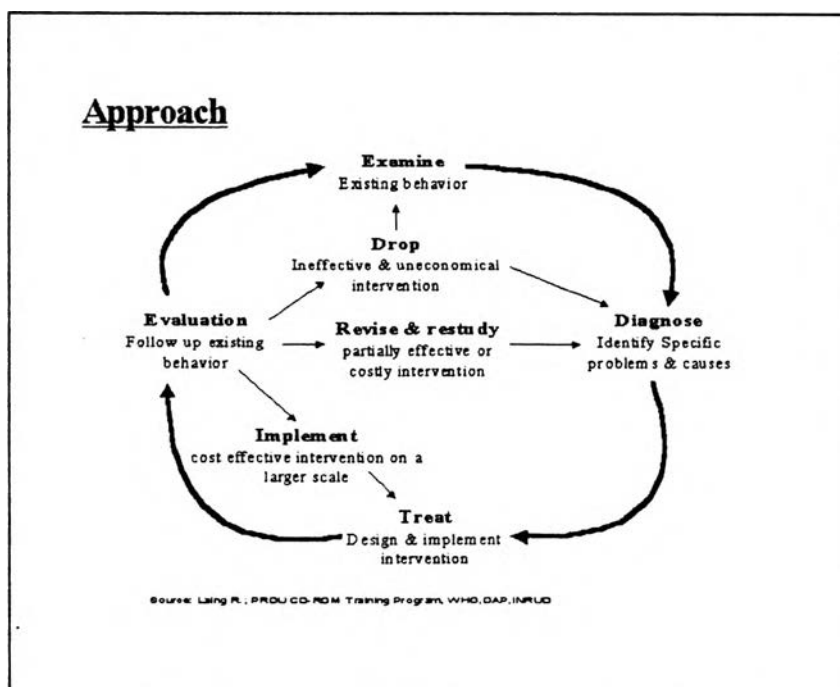 Approach
Examine
Existing behavior
Drop
Ineffective & uneconomical
intervention
Evaluation
Follow up existing
behavior
Revise & restudy
partially effective or
costly intervention
Diagnose
Identify Specific
problems & causes
Implement
cost effective intervention on a
larger scale
Treat
Design & implement
intervention
Source: Laing R.; PRDU CD-ROM Training Program, WHO, DAP, INRUD